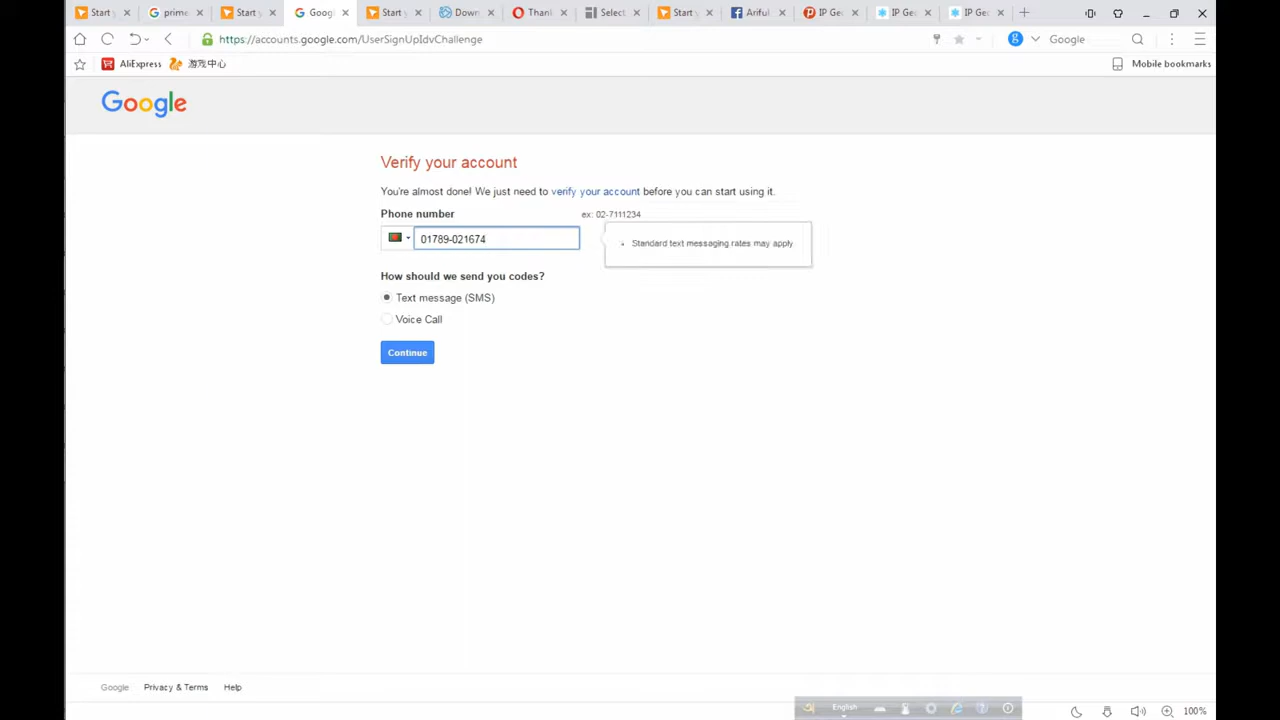 Start y
prime
Start y
Goog
Start y
Down
Thank
Select
Start y
Ariful
IP Geo
IP Geo
IP Geo
https://accounts.google.com/UserSignUpIdvChallenge
Google
AliExpress
游戏中心
Mobile bookmarks
Google
Verify your account
You're almost done! We just need to verify your account before you can start using it.
Phone number
ex: 02-7111234
01789-021674
Standard text messaging rates may apply
How should we send you codes?
Text message (SMS)
Voice Call
Continue
Google Privacy & Terms Help
English
100%